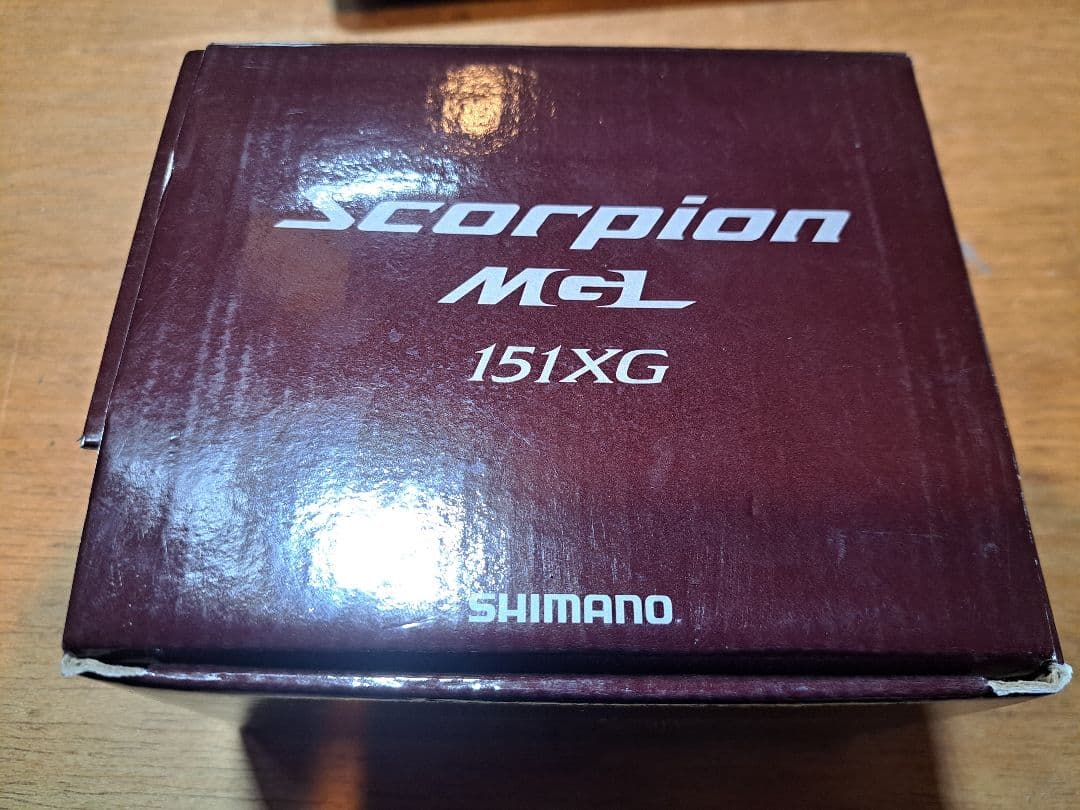 Scorpion
MGL
151XG
SHIMANO